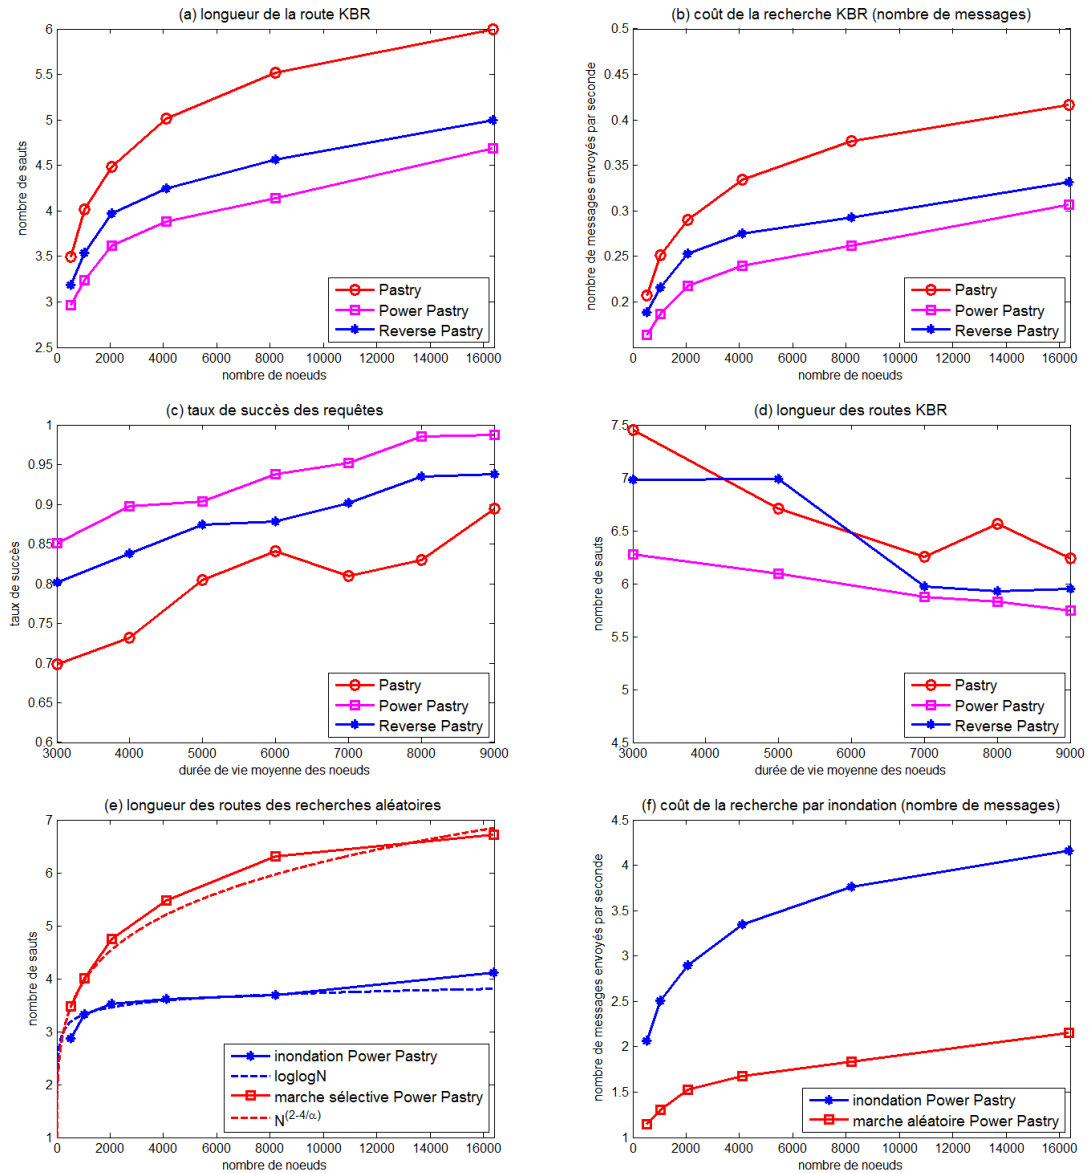 (a) longueur de la route KBR
6
5.5
5
4.5
4
3.5
3
2.5
nombre de sauts
Pastry
Power Pastry
Reverse Pastry
0 2000 4000 6000 8000 10000 12000 14000 16000
nombre de noeuds
(b) coût de la recherche KBR (nombre de messages)
0.5
0.45
0.4
0.35
0.3
0.25
0.2
nombre de messages envoyés par seconde
Pastry
Power Pastry
Reverse Pastry
0 2000 4000 6000 8000 10000 12000 14000 16000
nombre de noeuds
(c) taux de succès des requêtes
1
0.95
0.9
0.85
0.8
0.75
0.7
0.65
0.6
taux de succès
Pastry
Power Pastry
Reverse Pastry
3000 4000 5000 6000 7000 8000 9000
durée de vie moyenne des noeuds
(d) longueur des routes KBR
7.5
7
6.5
6
5.5
5
4.5
nombre de sauts
Pastry
Power Pastry
Reverse Pastry
3000 4000 5000 6000 7000 8000 9000
durée de vie moyenne des noeuds
(e) longueur des routes des recherches aléatoires
7
6
5
4
3
2
1
nombre de sauts
inondation Power Pastry
loglogN
marche sélective Power Pastry
N^(2-4/α)
0 2000 4000 6000 8000 10000 12000 14000 16000
nombre de noeuds
(f) coût de la recherche par inondation (nombre de messages)
4.5
4
3.5
3
2.5
2
1.5
1
nombre de messages envoyés par seconde
inondation Power Pastry
marche aléatoire Power Pastry
0 2000 4000 6000 8000 10000 12000 14000 16000
nombre de noeuds